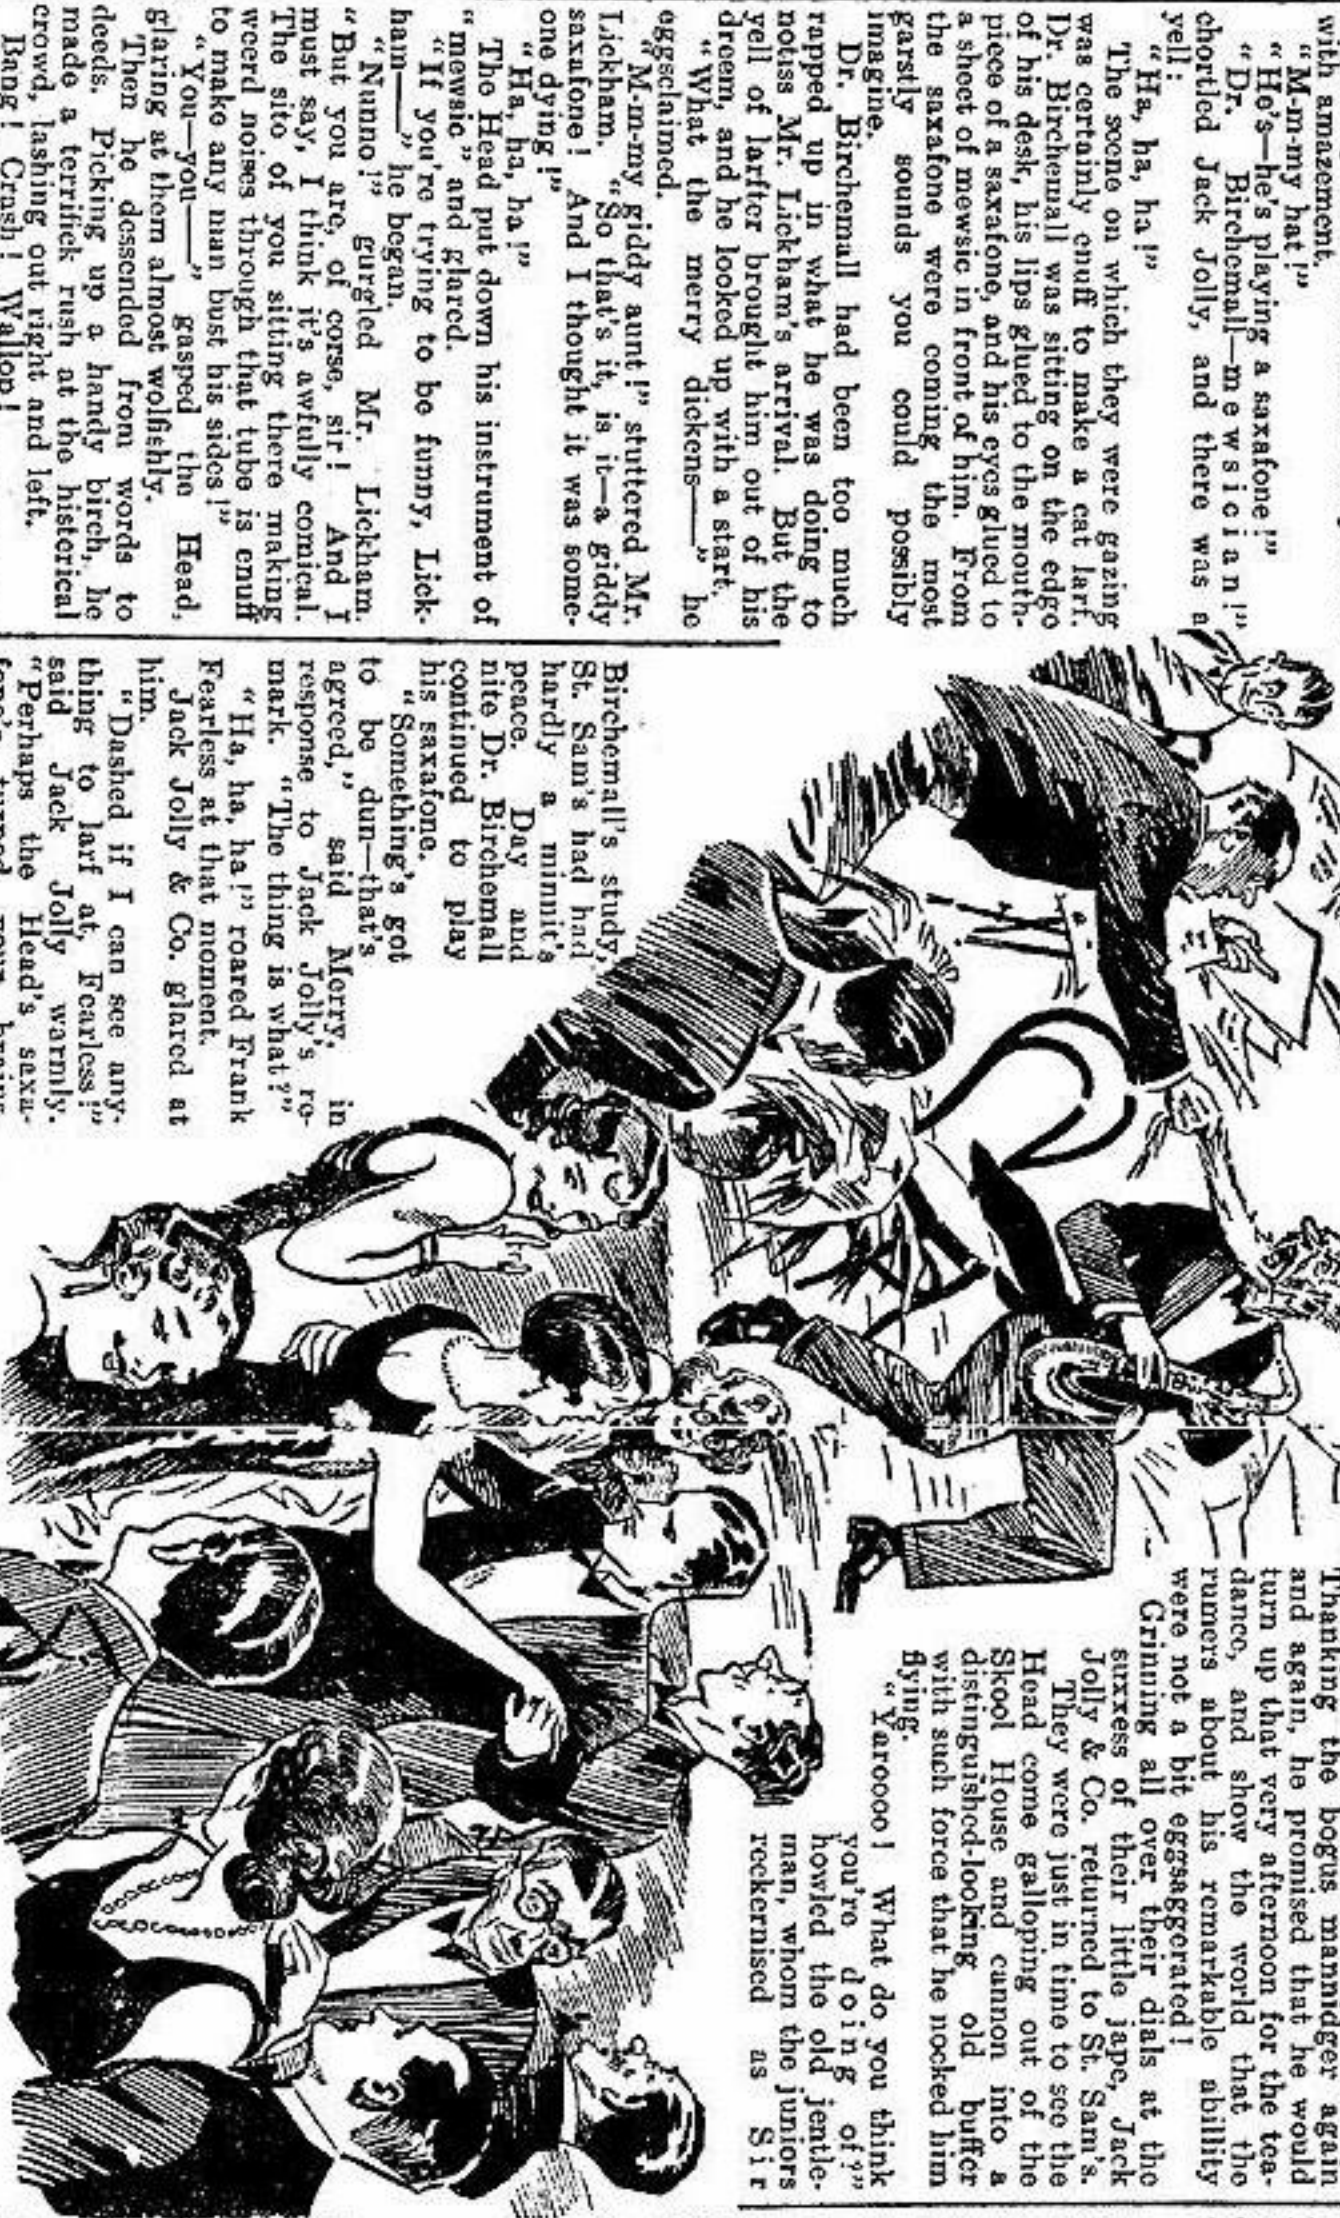 with amazement.
"M-m-my hat!"
"He's—he's playing a saxafone!"
"Dr. Birchemall—mewsician!"
chortled Jack Jolly, and there was a
yell:
"Ha, ha, ha!"
The scene on which they were gazing
was certainly enuff to make a cat larf.
Dr. Birchemall was sitting on the edge
of his desk, his lips glued to the mouth-
piece of a saxafone, and his eyes glued to
a sheet of mewsic in front of him. From
the saxafone were coming the most
garstly sounds you could possibly
imagine.
Dr. Birchemall had been too much
rapped up in what he was doing to
notiss Mr. Lickham's arrival. But the
yell of larfter brought him out of his
dreem, and he looked up with a start.
"What the merry dickens——" he
eggsclaimed.
"M-m-my giddy aunt!" stuttered Mr.
Lickham. "So that's it, is it—a giddy
saxafone! And I thought it was some-
one dying!"
"Ha, ha, ha!"
The Head put down his instrument of
"mewsic" and glared.
"If you're trying to be funny, Lick-
ham——" he began.
"Nunno!" gurgled Mr. Lickham.
"But you are, of corse, sir! And I
must say, I think it's awfully comical.
The site of you sitting there making
weerd noises through that tube is enuff
to make any man bust his sides!"
"You—you——" gasped the Head,
glaring at them almost wolfishly.
Then he dessended from words to
deeds. Picking up a handy birch, he
made a terrifick rush at the histerical
crowd, lashing out right and left.
Bang! Crash! Wallop!
Birchemall's study,
St. Sam's had had
hardly a minnit's
peace. Day and
nite Dr. Birchemall
continued to play
his saxafone.
"Something's got
to be dun—that's
agreed," said Merry, in
response to Jack Jolly's re-
mark. "The thing is what?"
"Ha, ha, ha!" roared Frank
Fearless at that moment.
Jack Jolly & Co. glared at
him.
"Dashed if I can see any-
thing to larf at, Fearless!"
said Jack Jolly warmly.
"Perhaps the Head's saxa-
fone's turned your brains
Thanking the bogus mannidger again
and again, he promised that he would
turn up that very afternoon for the tea-
dance, and show the world that the
rumers about his remarkable abillity
were not a bit eggsaggerated!
Grinning all over their dials at the
suxxess of their little jape, Jack
Jolly & Co. returned to St. Sam's.
They were just in time to see the
Head come galloping out of the
Skool House and cannon into a
distinguished-looking old buffer
with such force that he nocked him
flying.
"Yaroooo! What do you think
you're doing of?"
howled the old jentle-
man, whom the juniors
reckernised as Sir